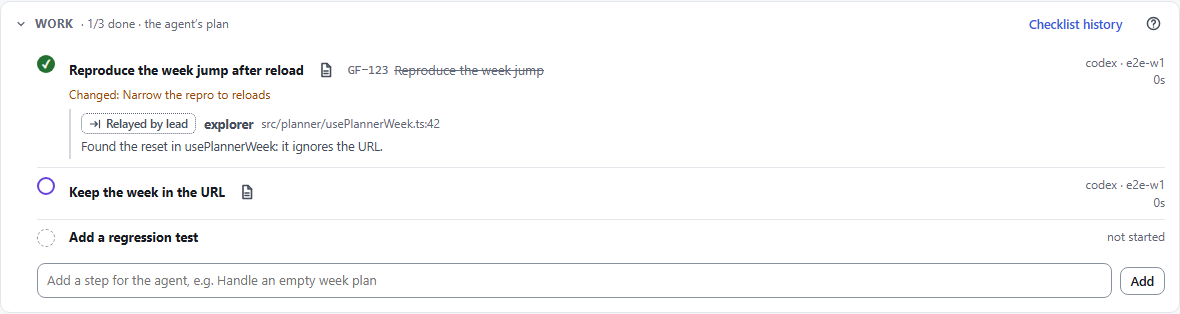 WORK · 1/3 done · the agent's plan
Checklist history
Reproduce the week jump after reload GF-123 Reproduce the week jump
codex · e2e-w1
0s
Changed: Narrow the repro to reloads
Relayed by lead explorer src/planner/usePlannerWeek.ts:42
Found the reset in usePlannerWeek: it ignores the URL.
Keep the week in the URL
codex · e2e-w1
0s
Add a regression test
not started
Add a step for the agent, e.g. Handle an empty week plan
Add